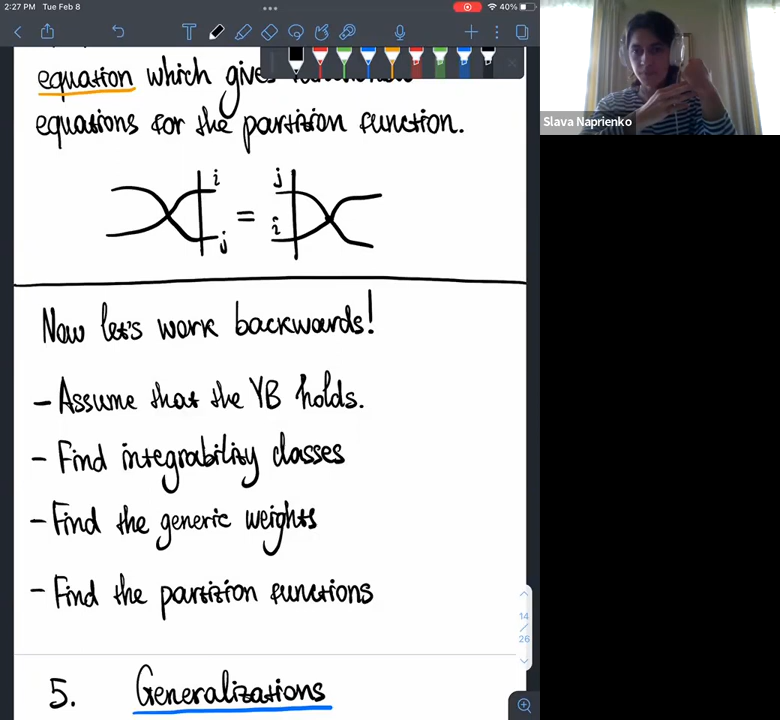 2:27 PM Tue Feb 8
40%
equation which gives
equations for the partition function.
i
j
=
j
i
Now let's work backwards!
- Assume that the YB holds.
- Find integrability classes
- Find the generic weights
- Find the partition functions
14
26
5. Generalizations
Slava Naprienko